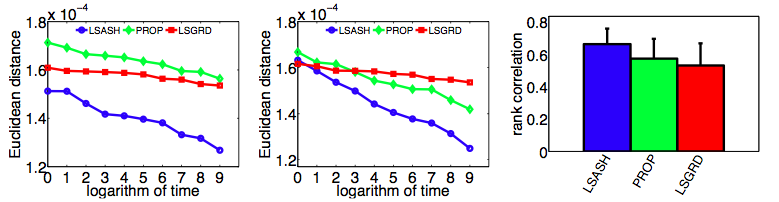 x 10⁻⁴
LSASH PROP LSGRD
1.8
1.6
1.4
1.2
Euclidean distance
0 1 2 3 4 5 6 7 8 9
logarithm of time
x 10⁻⁴
LSASH PROP LSGRD
1.8
1.6
1.4
1.2
Euclidean distance
0 1 2 3 4 5 6 7 8 9
logarithm of time
0.8
0.6
0.4
0.2
0
rank correlation
LSASH
PROP
LSGRD